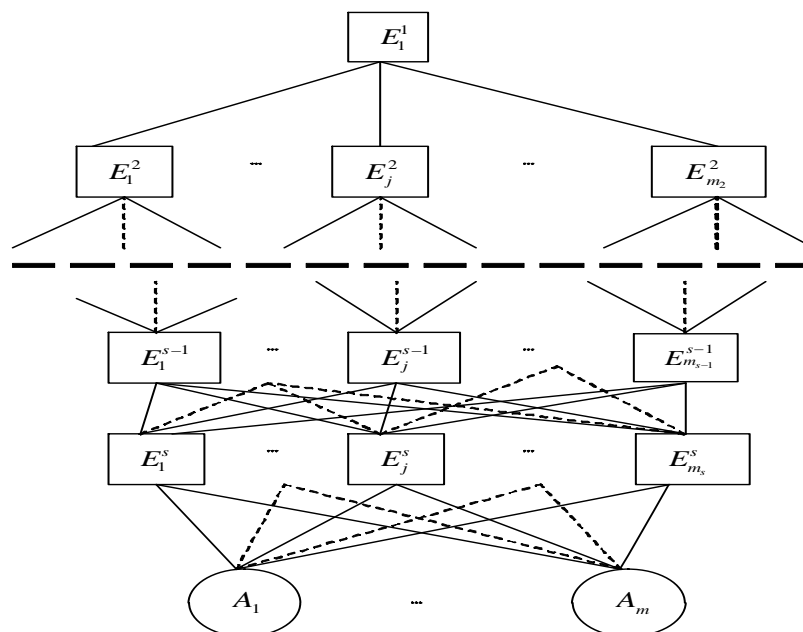 E_1^1
E_1^2 ... E_j^2 ... E_{m_2}^2
E_1^{s-1} ... E_j^{s-1} ... E_{m_{s-1}}^{s-1}
E_1^s ... E_j^s ... E_{m_s}^s
A_1 ... A_m